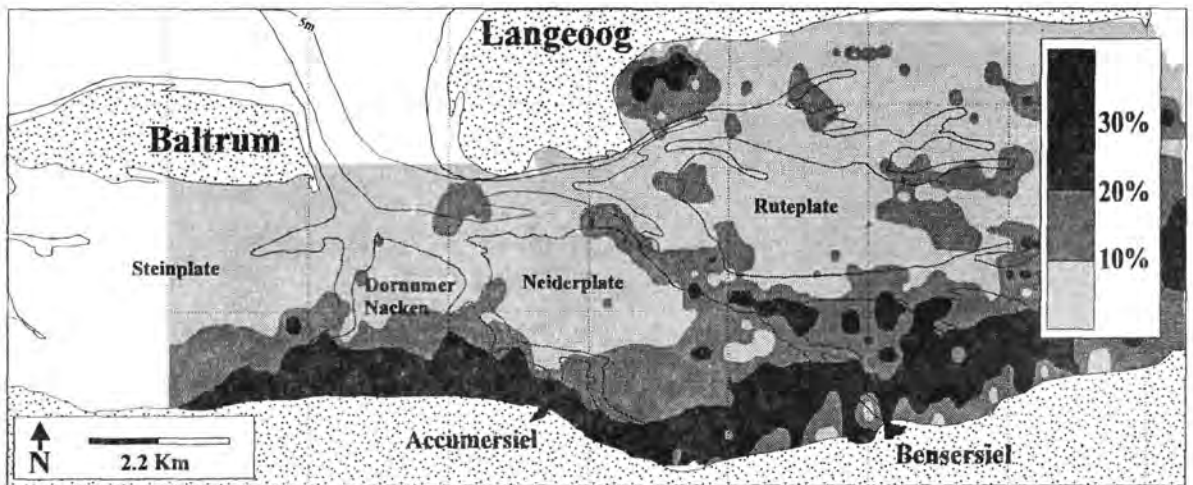 5m
Langeoog
Baltrum
30%
20%
10%
Ruteplate
Steinplate
Dornumer
Nacken
Neiderplate
N
2.2 Km
Accumersiel
Bensersiel